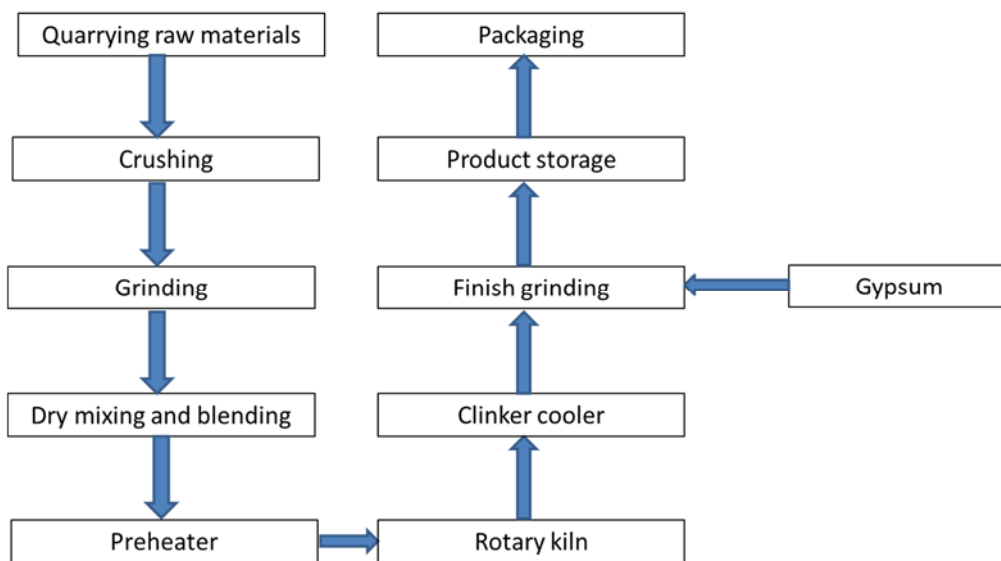 Quarrying raw materials
Crushing
Grinding
Dry mixing and blending
Preheater
Rotary kiln
Clinker cooler
Finish grinding
Gypsum
Product storage
Packaging